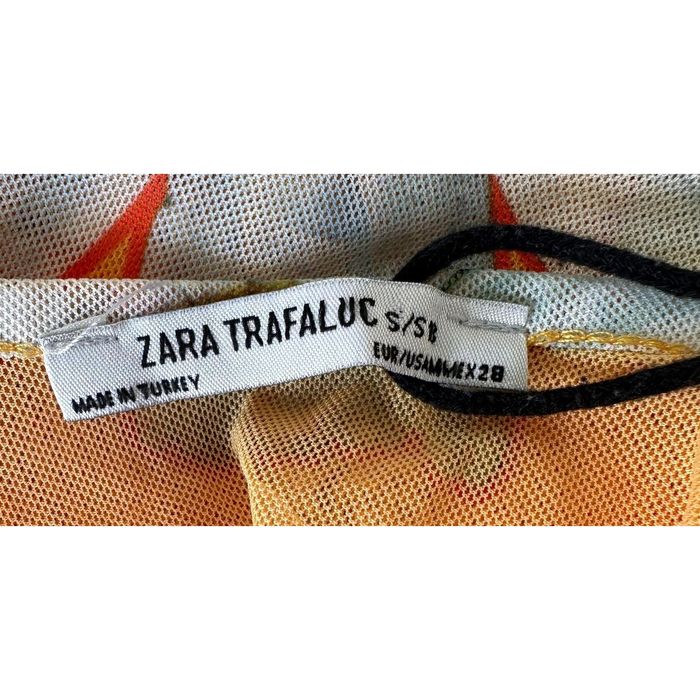 ZARA TRAFALUC S/S
MADE IN TURKEY
EUR/USA MEX 28